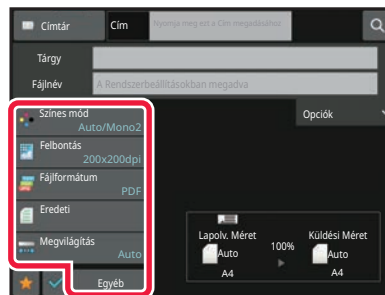 Címtár
Cím
Nyomja meg ezt a Cím megadásához
Tárgy
Fájlnév
A Rendszerbeállításokban megadva
Színes mód
Auto/Mono2
Opciók
Felbontás
200x200dpi
Fájlformátum
PDF
Eredeti
Megvilágítás
Auto
Lapolv. Méret
Auto
A4
100%
Küldési Méret
Auto
A4
Egyéb